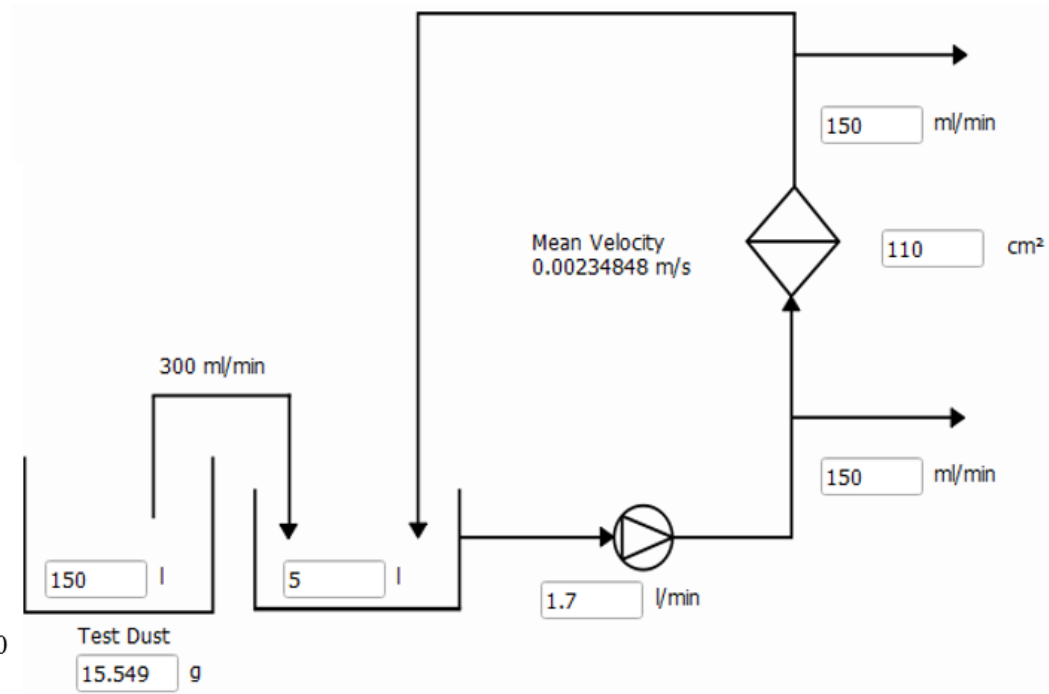 150 ml/min
Mean Velocity
0.00234848 m/s
110 cm²
300 ml/min
150 ml/min
150 l
5 l
1.7 l/min
Test Dust
15.549 g
0